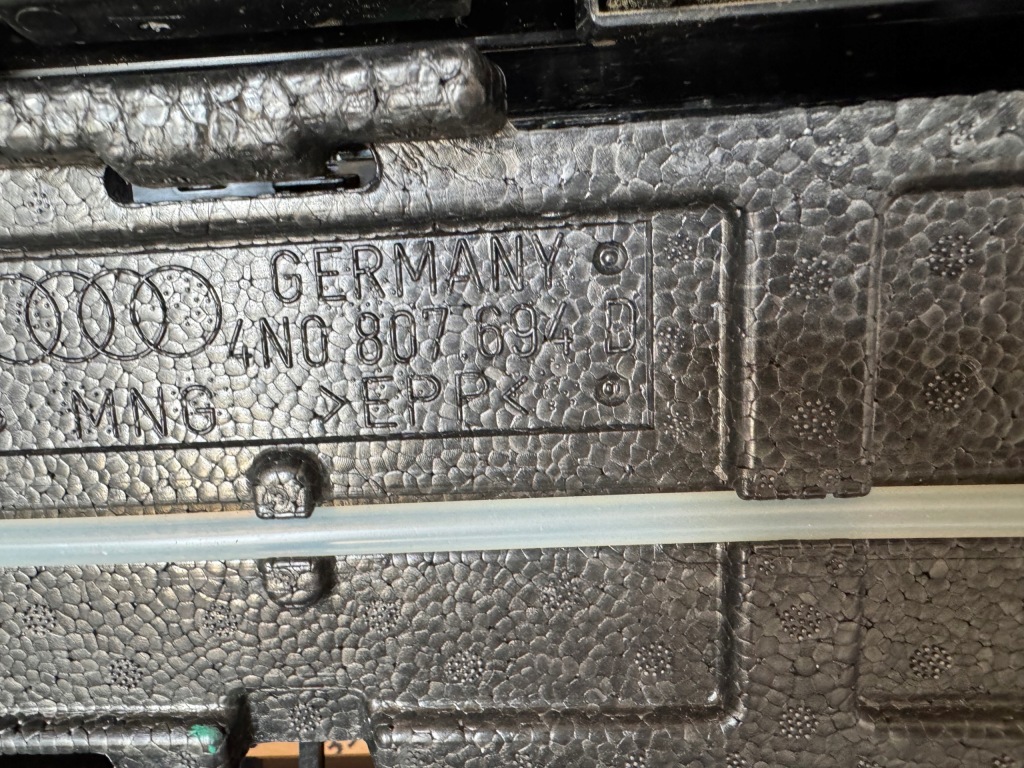 GERMANY
4N0 807 694 D
MNG >EPP<